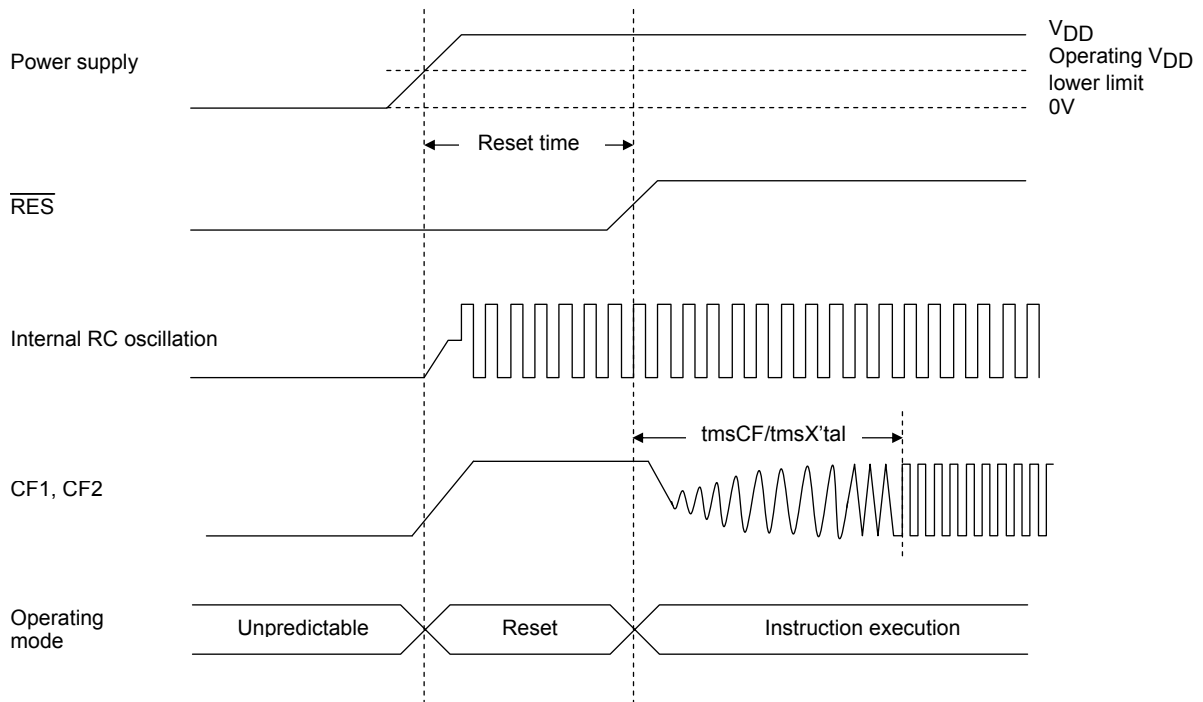 Power supply
VDD
Operating VDD
lower limit
0V
Reset time
RES
Internal RC oscillation
tmsCF/tmsX'tal
CF1, CF2
Operating
mode
Unpredictable
Reset
Instruction execution